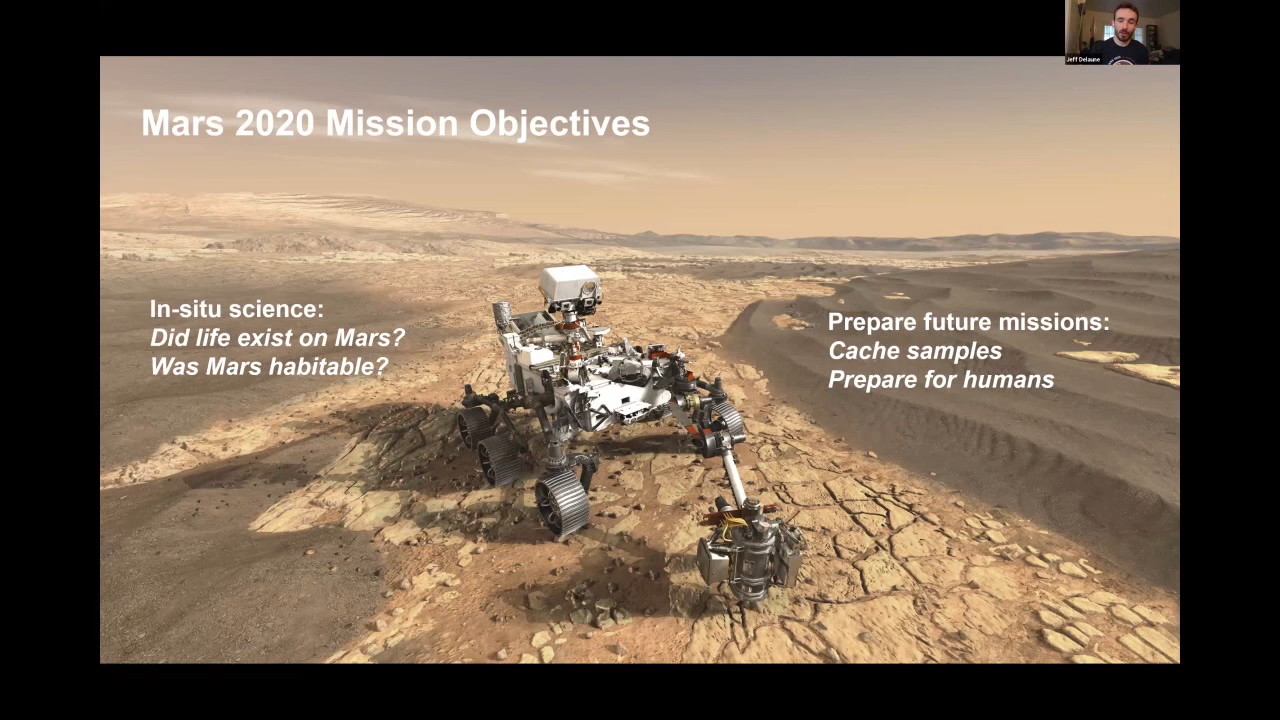 Jeff Delaune
Mars 2020 Mission Objectives
In-situ science:
Did life exist on Mars?
Was Mars habitable?
Prepare future missions:
Cache samples
Prepare for humans